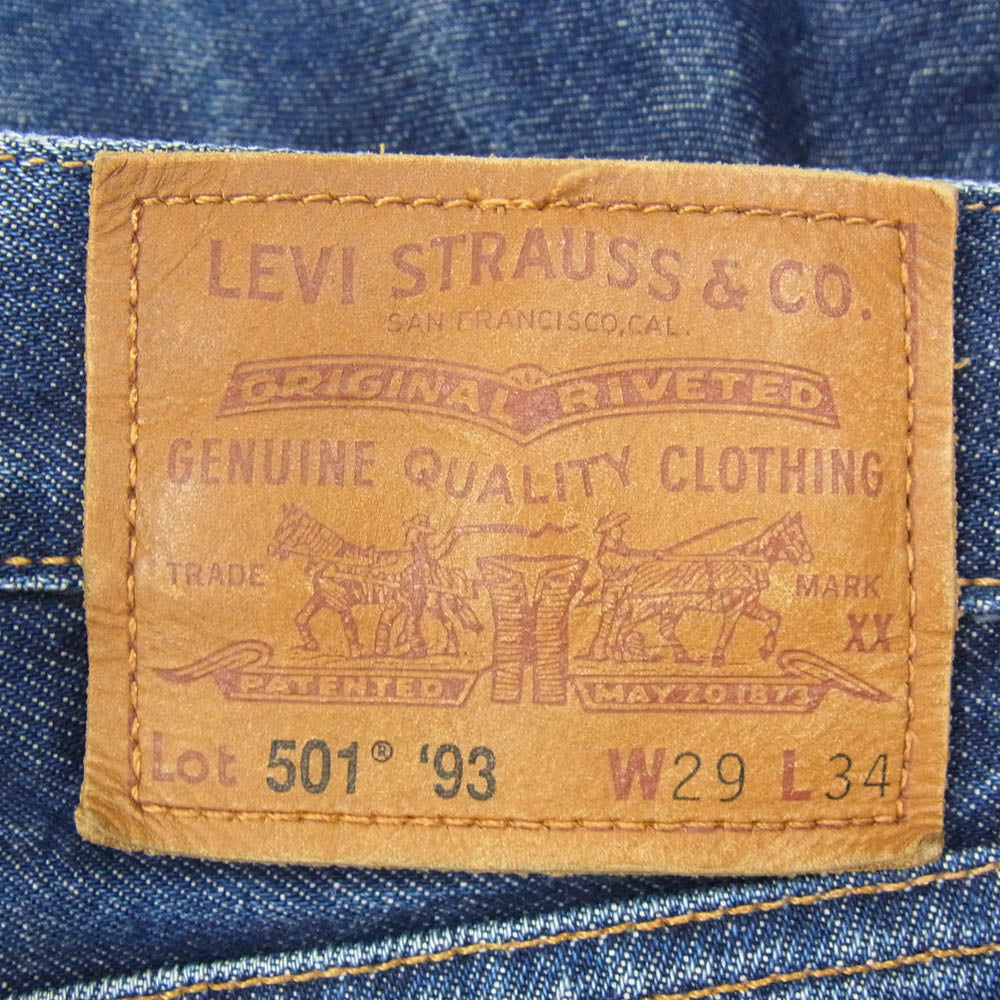 LEVI STRAUSS & CO.
SAN FRANCISCO, CAL.
ORIGINAL RIVETED
GENUINE QUALITY CLOTHING
TRADE MARK
XX
PATENTED MAY 20 1873
Lot 501® '93 W29 L34